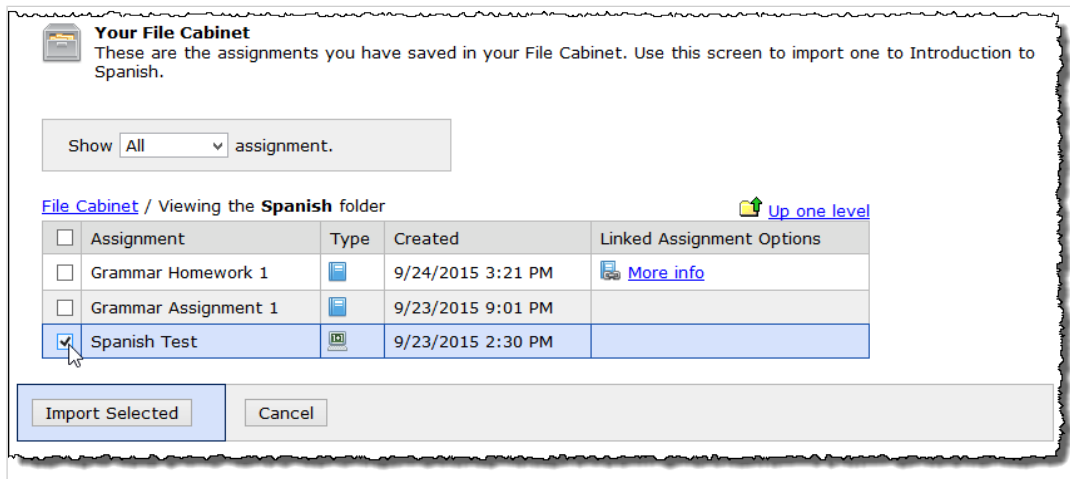 Your File Cabinet
These are the assignments you have saved in your File Cabinet. Use this screen to import one to Introduction to
Spanish.
Show All assignment.
File Cabinet / Viewing the Spanish folder
Up one level
Assignment Type Created Linked Assignment Options
Grammar Homework 1 9/24/2015 3:21 PM More info
Grammar Assignment 1 9/23/2015 9:01 PM
Spanish Test 9/23/2015 2:30 PM
Import Selected Cancel